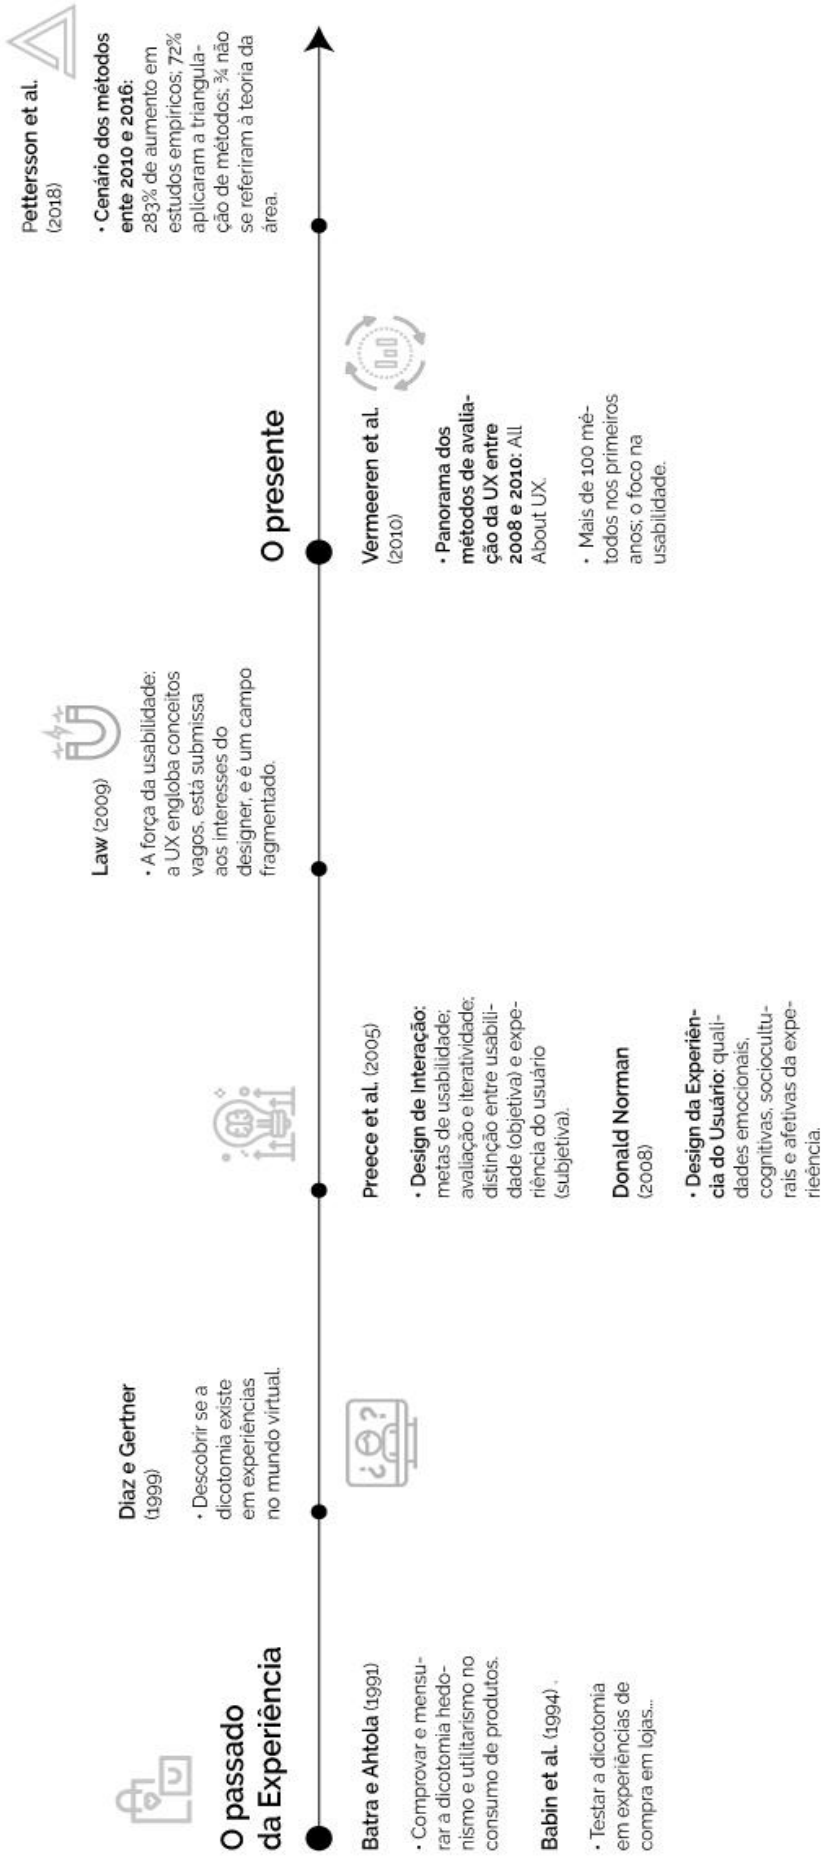 O passado
da Experiência
Batra e Ahtola (1991)
• Comprovar e mensu-
rar a dicotomia hedo-
nismo e utilitarismo no
consumo de produtos.
Babin et al. (1994) .
• Testar a dicotomia
em experiências de
compra em lojas...
Diaz e Gertner
(1999)
• Descobrir se a
dicotomia existe
em experiências
no mundo virtual.
¿ ?
Preece et al. (2005)
• Design de Interação:
metas de usabilidade;
avaliação e iteratividade;
distinção entre usabili-
dade (objetiva) e expe-
riência do usuário
(subjetiva).
Donald Norman
(2008)
• Design da Experiên-
cia do Usuário: quali-
dades emocionais,
cognitivas, sociocultu-
rais e afetivas da expe-
rieência.
Law (2009)
• A força da usabilidade:
a UX engloba conceitos
vagos, está submissa
aos interesses do
designer, e é um campo
fragmentado.
O presente
Vermeeren et al.
(2010)
• Panorama dos
métodos de avalia-
ção da UX entre
2008 e 2010: All
About UX.
• Mais de 100 mé-
todos nos primeiros
anos; o foco na
usabilidade.
Pettersson et al.
(2018)
• Cenário dos métodos
ente 2010 e 2016:
283% de aumento em
estudos empíricos; 72%
aplicaram a triangula-
ção de métodos; ¾ não
se referiram à teoria da
área.